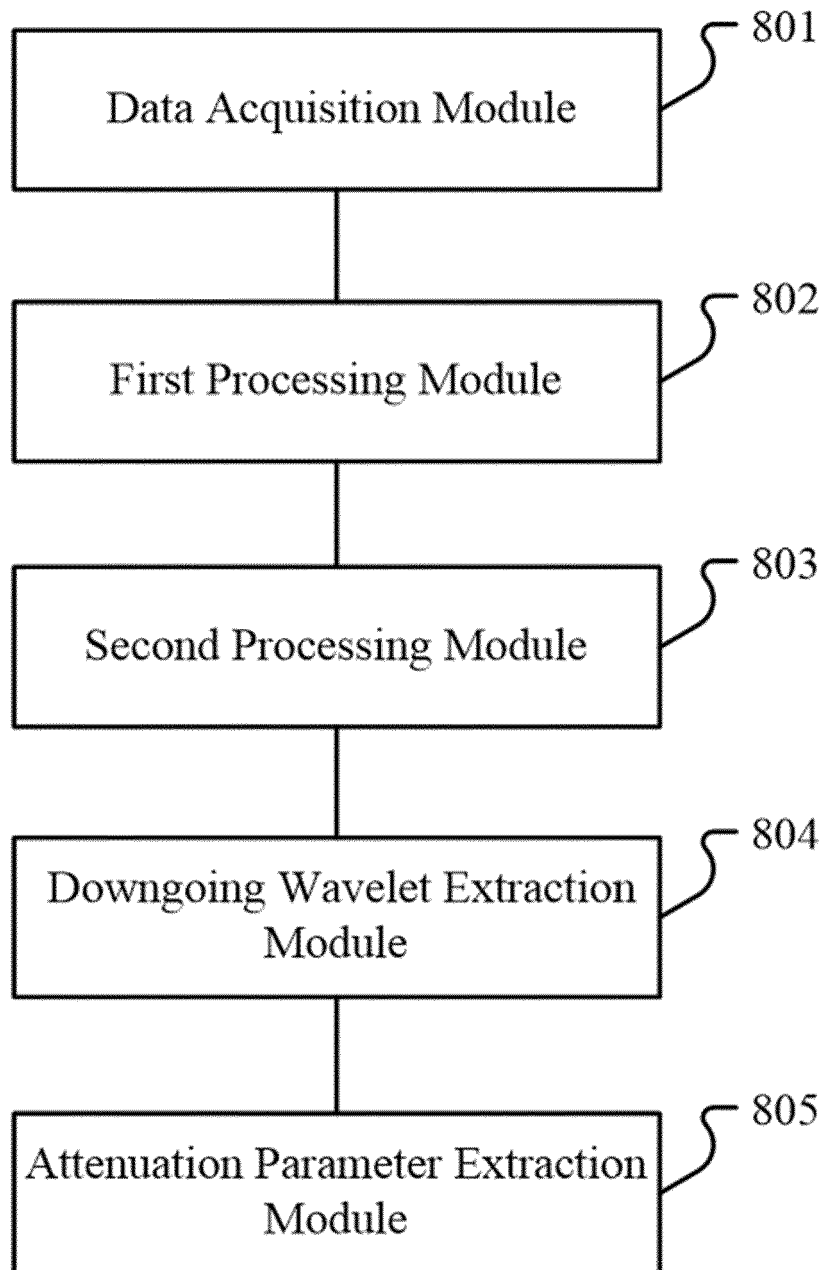 801
Data Acquisition Module
802
First Processing Module
803
Second Processing Module
804
Downgoing Wavelet Extraction
Module
805
Attenuation Parameter Extraction
Module